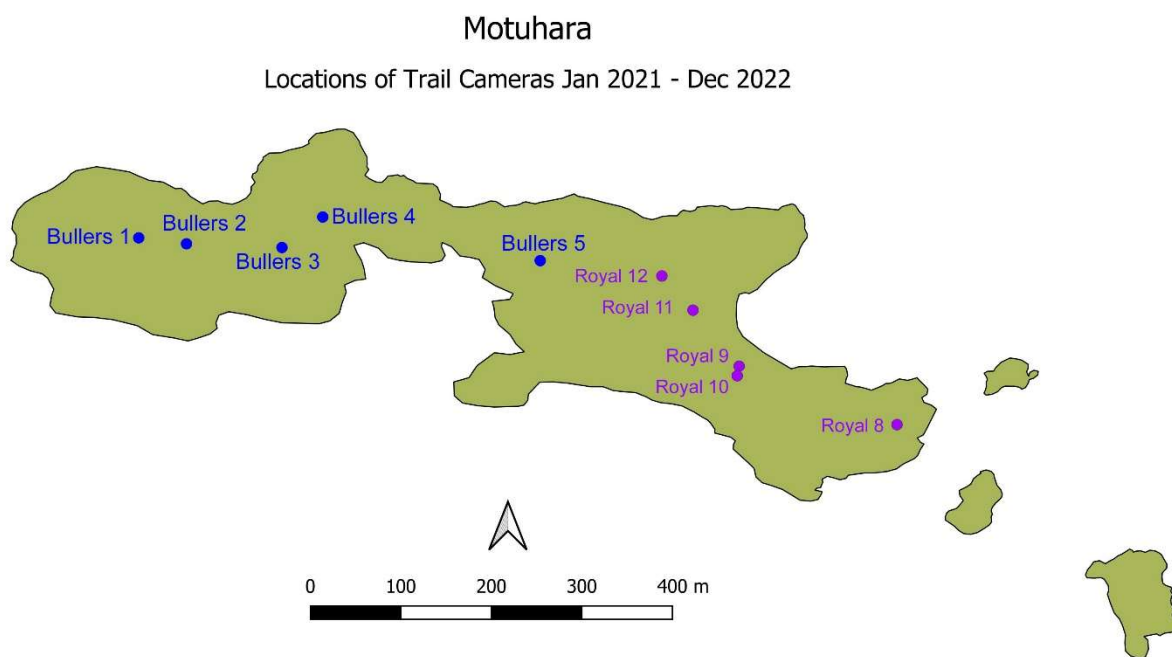 Motuhara
Locations of Trail Cameras Jan 2021 - Dec 2022
Bullers 1
Bullers 2
Bullers 3
Bullers 4
Bullers 5
Royal 12
Royal 11
Royal 9
Royal 10
Royal 8
0 100 200 300 400 m